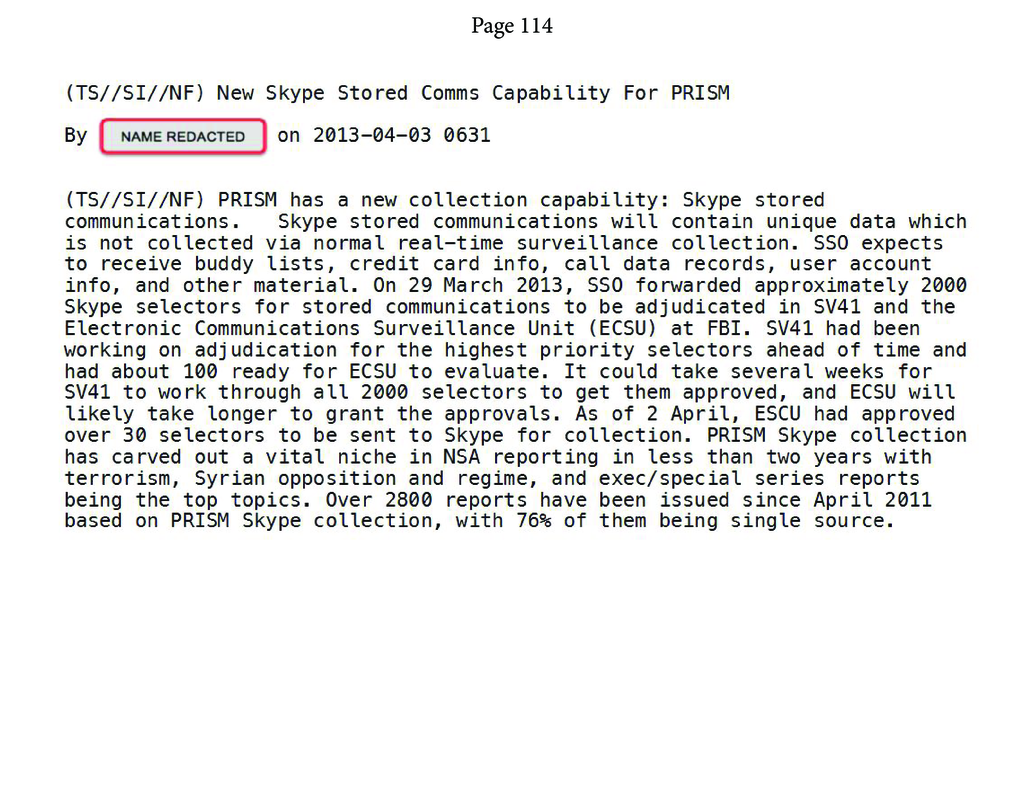 Page 114
(TS//SI//NF) New Skype Stored Comms Capability For PRISM
By NAME REDACTED on 2013-04-03 0631
(TS//SI//NF) PRISM has a new collection capability: Skype stored
communications.   Skype stored communications will contain unique data which
is not collected via normal real-time surveillance collection. SSO expects
to receive buddy lists, credit card info, call data records, user account
info, and other material. On 29 March 2013, SSO forwarded approximately 2000
Skype selectors for stored communications to be adjudicated in SV41 and the
Electronic Communications Surveillance Unit (ECSU) at FBI. SV41 had been
working on adjudication for the highest priority selectors ahead of time and
had about 100 ready for ECSU to evaluate. It could take several weeks for
SV41 to work through all 2000 selectors to get them approved, and ECSU will
likely take longer to grant the approvals. As of 2 April, ESCU had approved
over 30 selectors to be sent to Skype for collection. PRISM Skype collection
has carved out a vital niche in NSA reporting in less than two years with
terrorism, Syrian opposition and regime, and exec/special series reports
being the top topics. Over 2800 reports have been issued since April 2011
based on PRISM Skype collection, with 76% of them being single source.